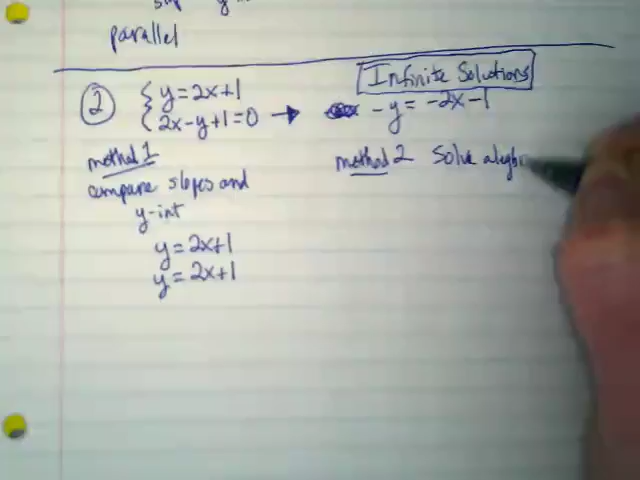 parallel
Infinite Solutions
2 { y=2x+1
2x-y+1=0 → -y=-2x-1
method 1
compare slopes and
y-int
y=2x+1
y=2x+1
method 2 Solve